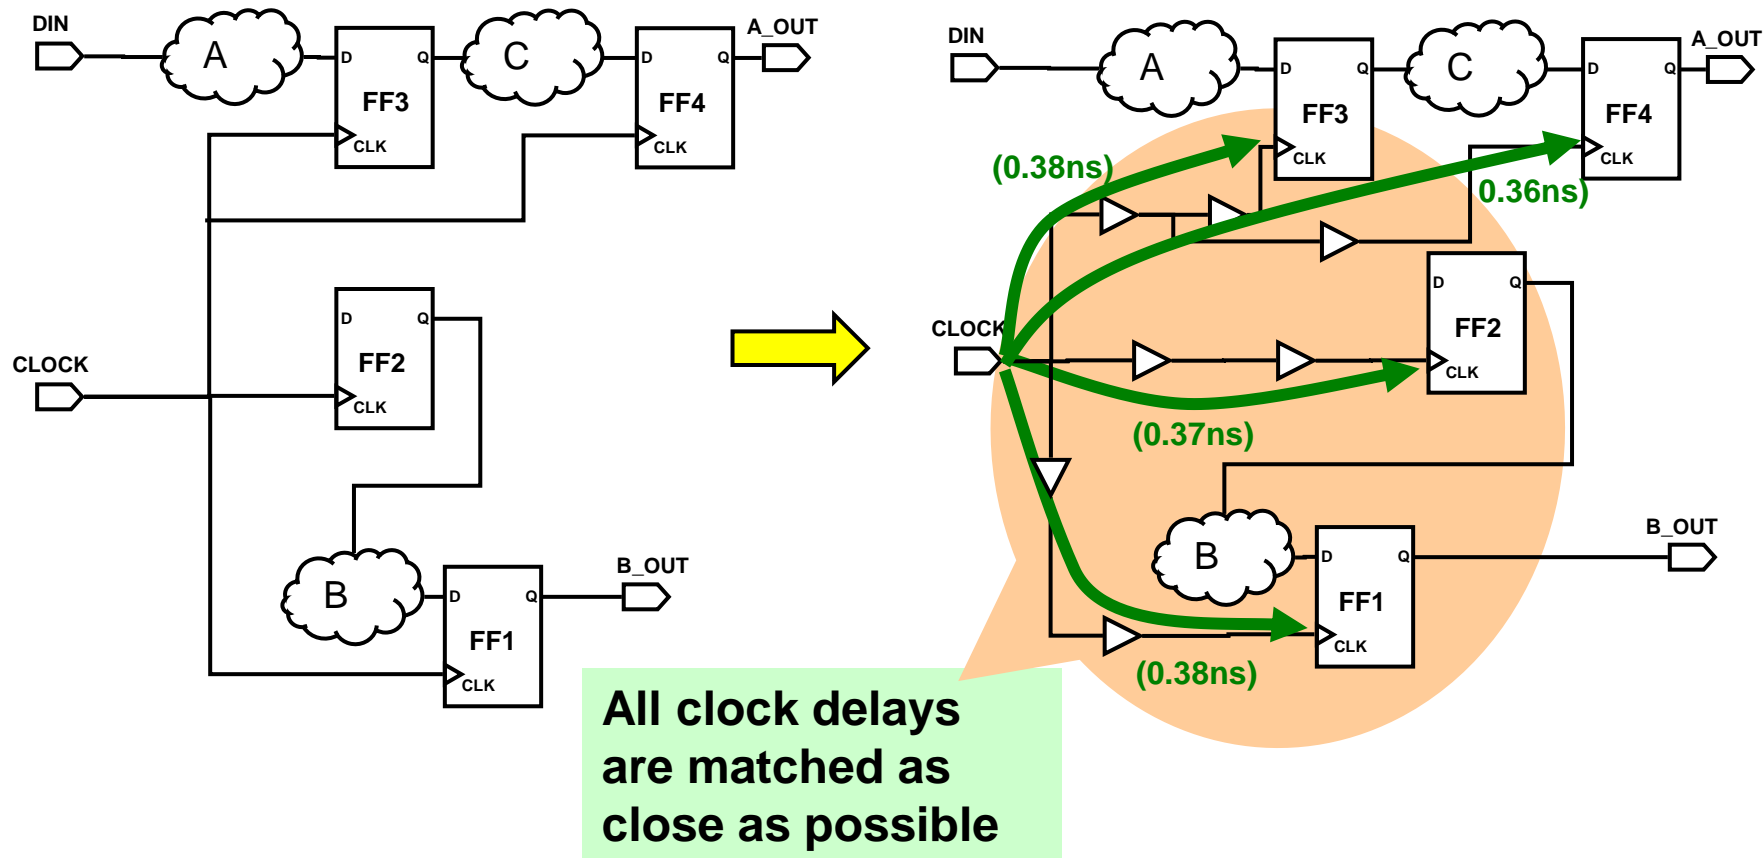 DIN
A
D
Q
FF3
CLK
C
D
Q
FF4
CLK
A_OUT
D
Q
FF2
CLK
CLOCK
B
D
Q
FF1
CLK
B_OUT
DIN
A
D
Q
FF3
CLK
C
D
Q
FF4
CLK
A_OUT
(0.38ns)
0.36ns)
D
Q
FF2
CLK
CLOCK
(0.37ns)
B
D
Q
FF1
CLK
B_OUT
(0.38ns)
All clock delays
are matched as
close as possible